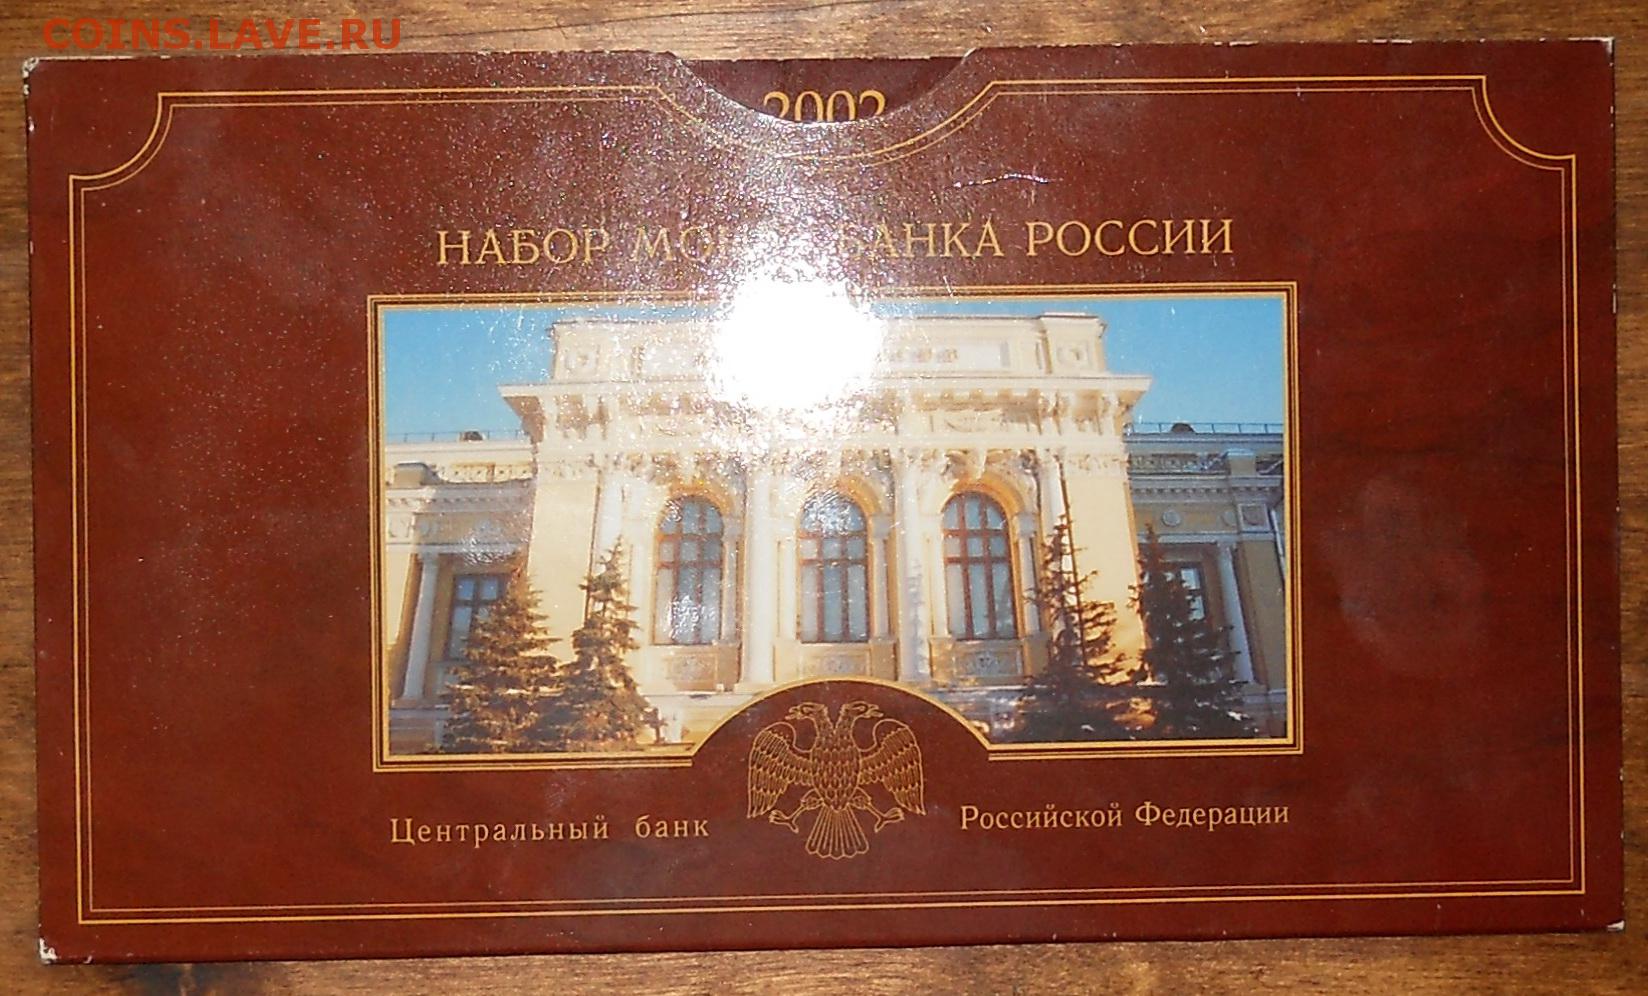 COINS.LAVE.RU
2002
НАБОР БАНКА РОССИИ
Центральный банк Российской Федерации